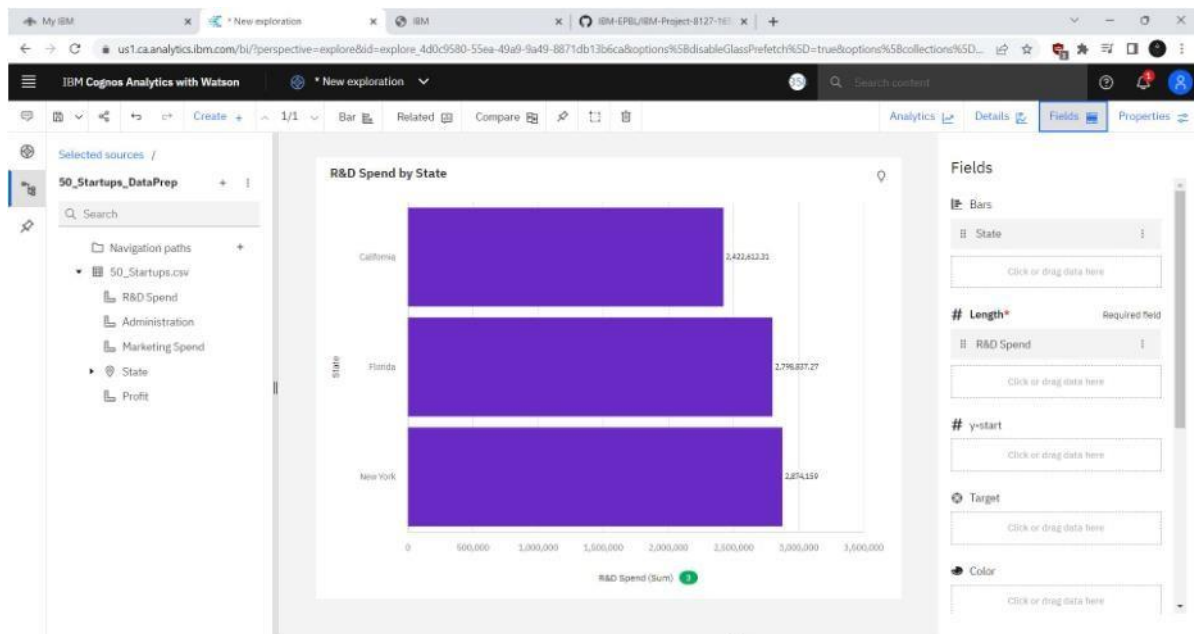 My IBM
* New exploration
IBM
IBM-EPBL/IBM-Project-8127-16
us1.ca.analytics.ibm.com/bi/?perspective=explore&id=explore_4d0c9580-55ea-49a9-9a49-8871db13b6ca&options%5BdisableGlassPrefetch%5D=true&options%5Bcollections%5D...
IBM Cognos Analytics with Watson
* New exploration
Search content
Create +
1/1
Bar
Related
Compare
Analytics
Details
Fields
Properties
Selected sources /
50_Startups_DataPrep
Search
Navigation paths
50_Startups.csv
R&D Spend
Administration
Marketing Spend
State
Profit
R&D Spend by State
California
2,422,612.21
Florida
2,796,837.27
New York
2,874,159
State
0
500,000
1,000,000
1,500,000
2,000,000
2,500,000
3,000,000
3,500,000
R&D Spend (Sum) 3
Fields
Bars
State
Click or drag data here
# Length*
Required field
R&D Spend
Click or drag data here
# y-start
Click or drag data here
Target
Click or drag data here
Color
Click or drag data here